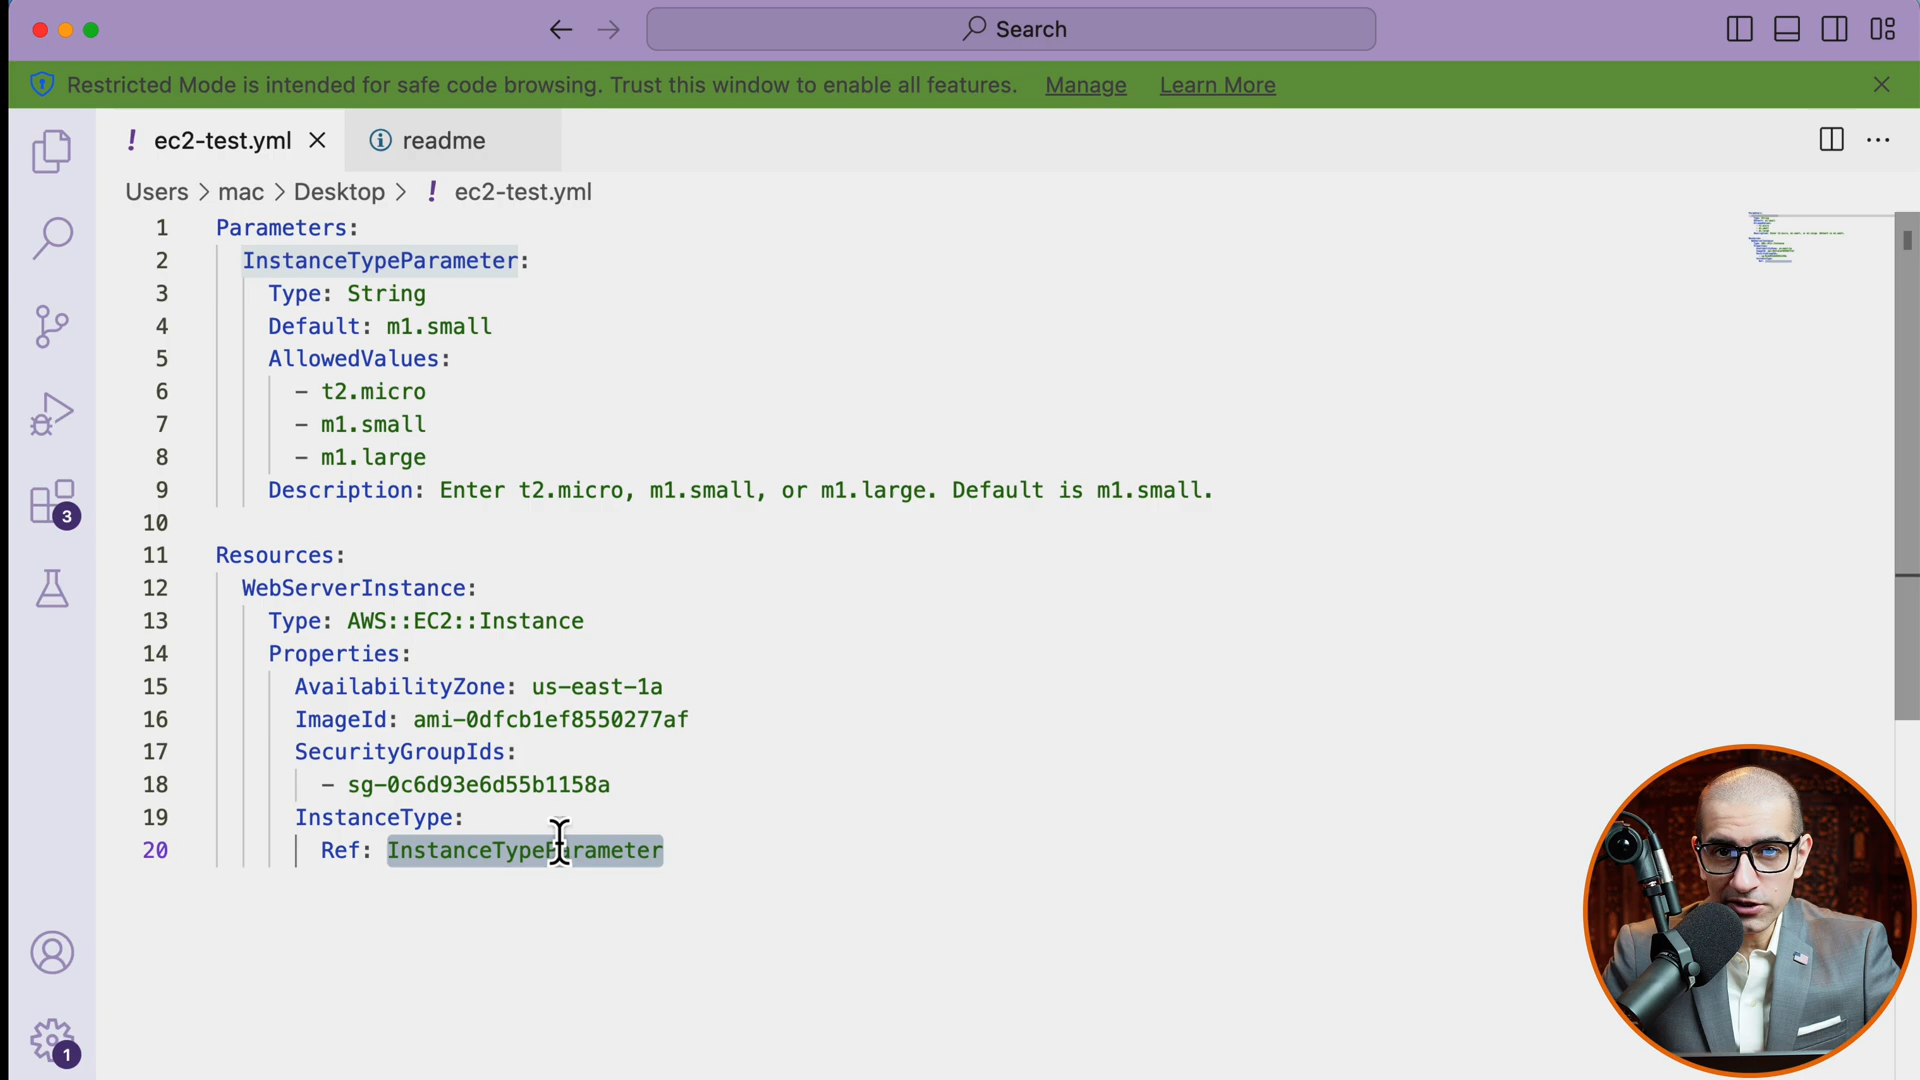 Search
Restricted Mode is intended for safe code browsing. Trust this window to enable all features. Manage Learn More
! ec2-test.yml readme
Users > mac > Desktop > ! ec2-test.yml
1 Parameters:
2 InstanceTypeParameter:
3 Type: String
4 Default: m1.small
5 AllowedValues:
6 - t2.micro
7 - m1.small
8 - m1.large
9 Description: Enter t2.micro, m1.small, or m1.large. Default is m1.small.
10
11 Resources:
12 WebServerInstance:
13 Type: AWS::EC2::Instance
14 Properties:
15 AvailabilityZone: us-east-1a
16 ImageId: ami-0dfcb1ef8550277af
17 SecurityGroupIds:
18 - sg-0c6d93e6d55b1158a
19 InstanceType:
20 Ref: InstanceTypeParameter
3
1